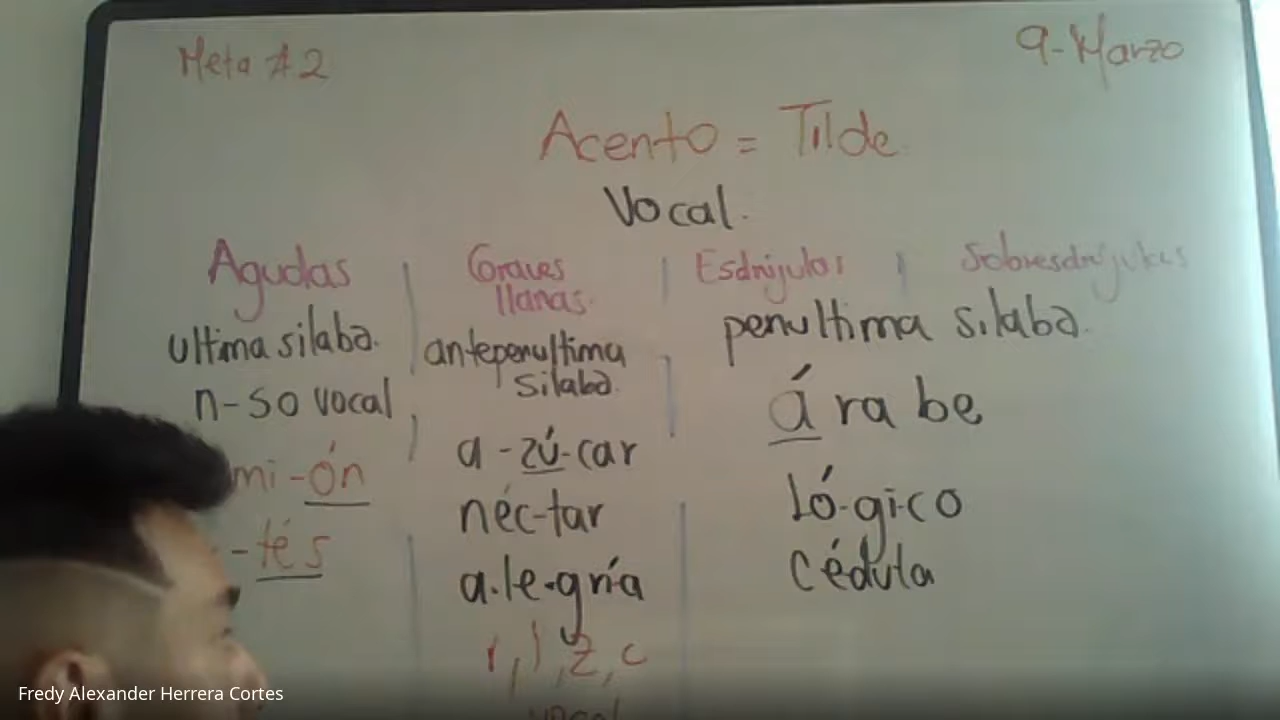 Meta #2
9-Marzo
Acento = Tilde
Vocal.
Agudas
Graves
llanas.
Esdrújulas
Sobresdrújulas
ultima silaba.
n-s o vocal
mi-ón
-tés
antepenultima
silaba.
a-zú-car
néc-tar
a-le-gría
r, l, z, c
vocal
penultima silaba.
á ra be
Ló-gi-co
Cédula
Fredy Alexander Herrera Cortes